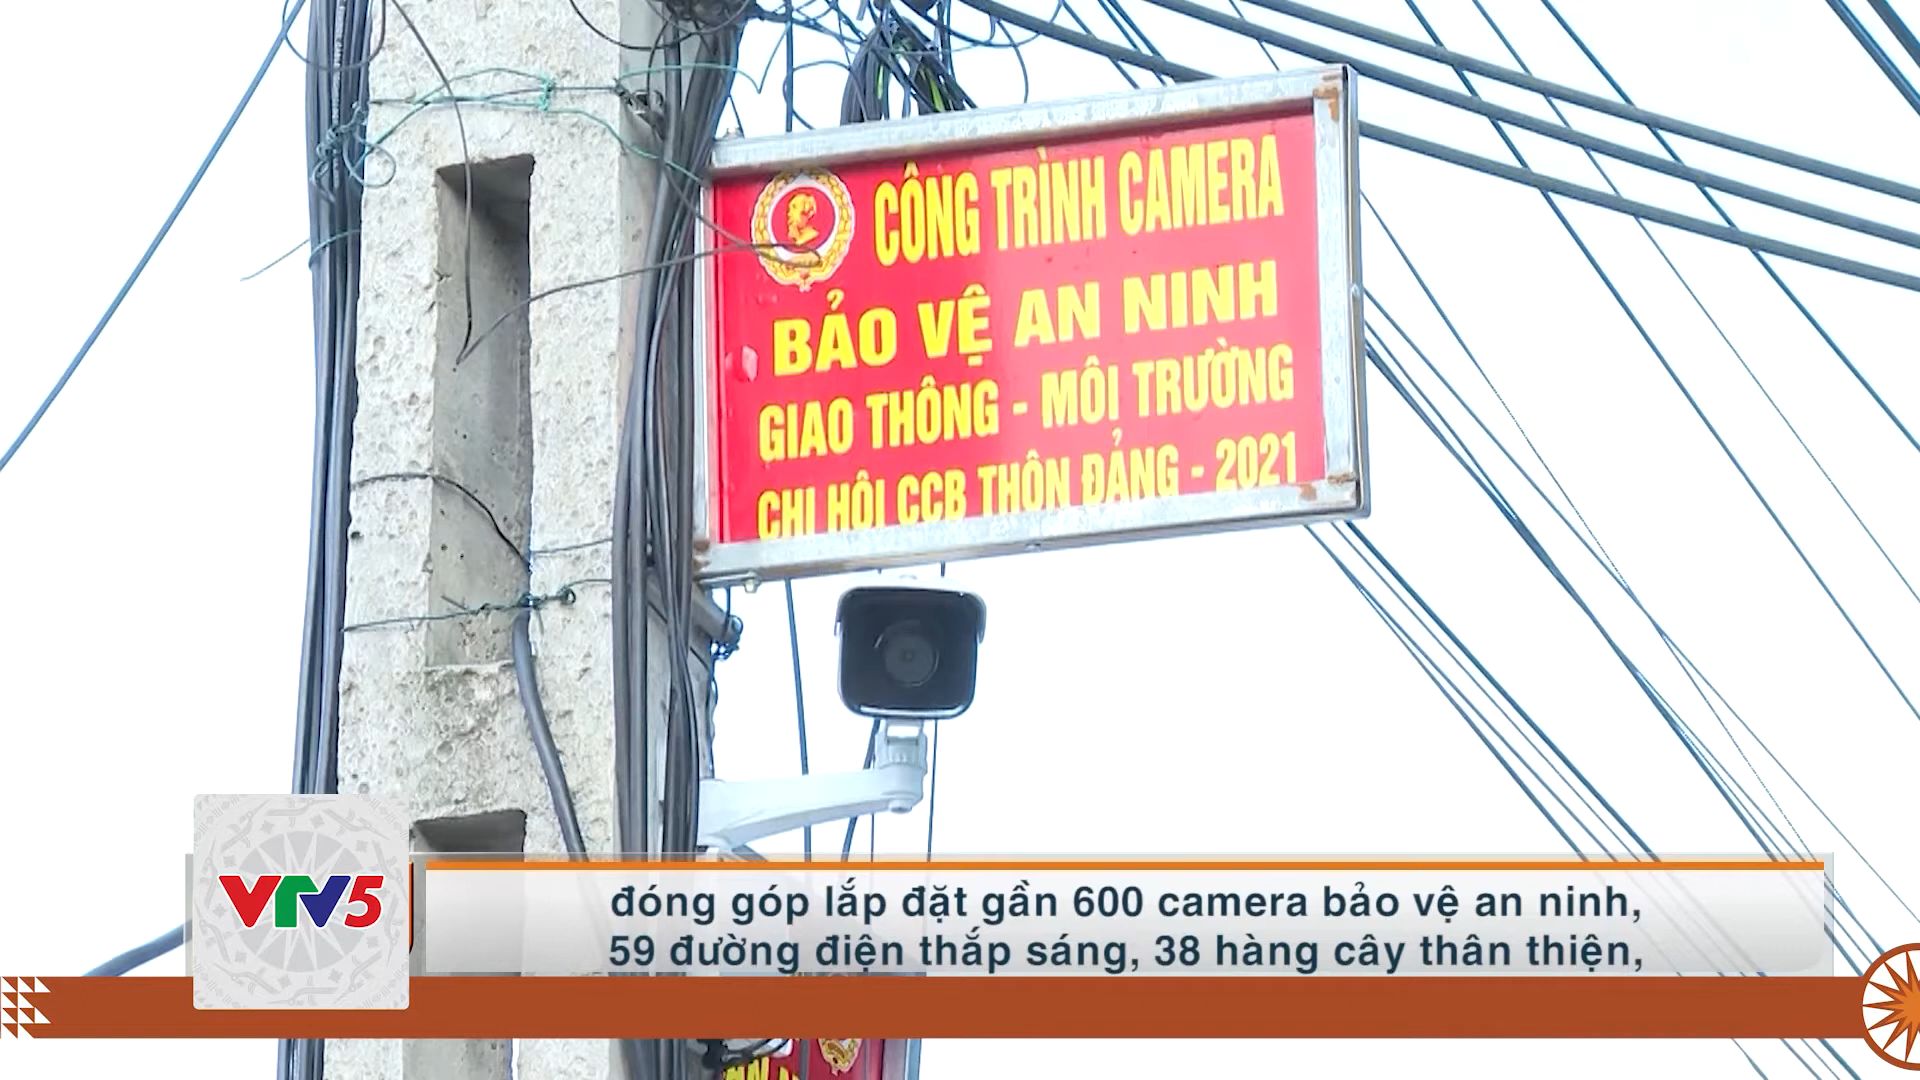 CÔNG TRÌNH CAMERA
BẢO VỆ AN NINH
GIAO THÔNG - MÔI TRƯỜNG
CHI HỘI CCB THÔN ĐẢNG - 2021
VTV5
đóng góp lắp đặt gần 600 camera bảo vệ an ninh,
59 đường điện thắp sáng, 38 hàng cây thân thiện,